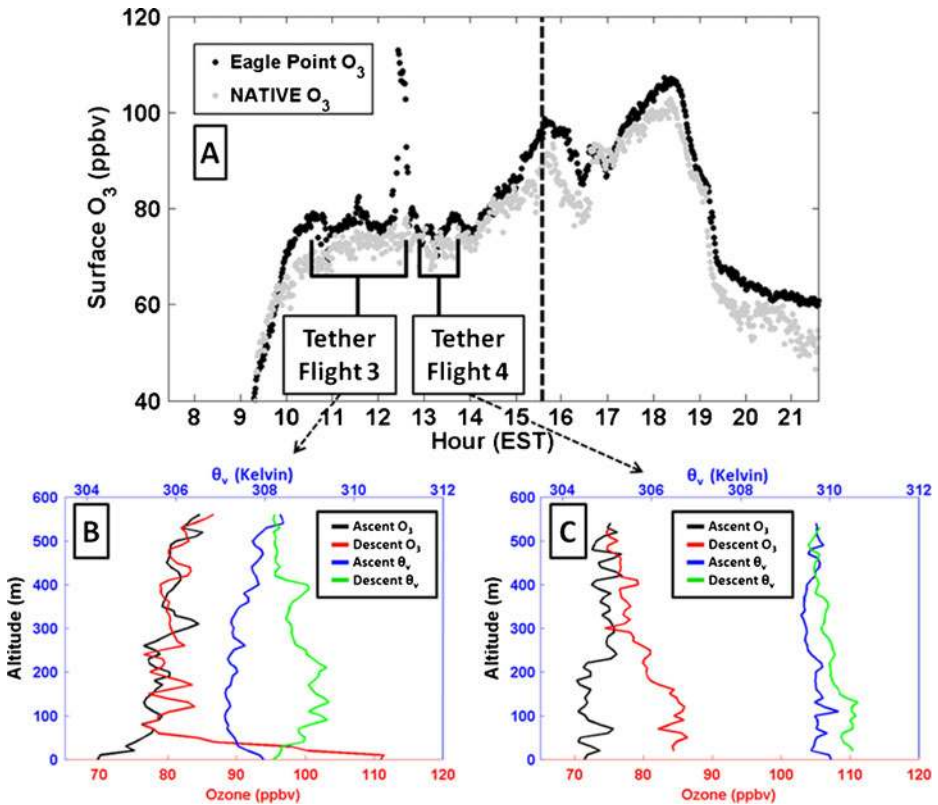 120
100
80
60
40
Surface O3 (ppbv)
Eagle Point O3
NATIVE O3
A
Tether
Flight 3
Tether
Flight 4
8 9 10 11 12 13 14 15 16 17 18 19 20 21
Hour (EST)
θv (Kelvin)
304 306 308 310 312
600
500
400
300
200
100
0
Altitude (m)
B
Ascent O3
Descent O3
Ascent θv
Descent θv
70 80 90 100 110 120
Ozone (ppbv)
θv (Kelvin)
304 306 308 310 312
600
500
400
300
200
100
0
Altitude (m)
C
Ascent O3
Descent O3
Ascent θv
Descent θv
70 80 90 100 110 120
Ozone (ppbv)